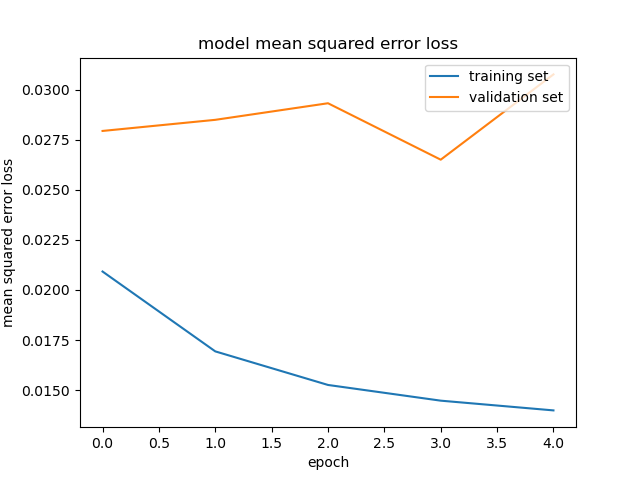 model mean squared error loss
training set
validation set
0.0300
0.0275
0.0250
0.0225
0.0200
0.0175
0.0150
mean squared error loss
0.0 0.5 1.0 1.5 2.0 2.5 3.0 3.5 4.0
epoch